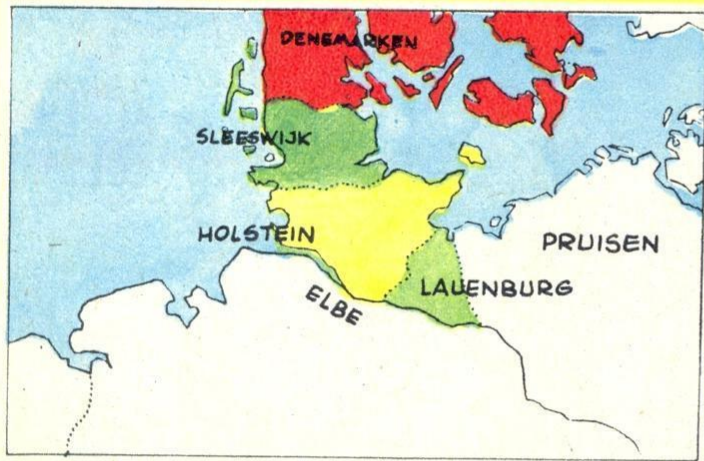 DENEMARKEN
SLEESWIJK
HOLSTEIN
PRUISEN
LAUENBURG
ELBE